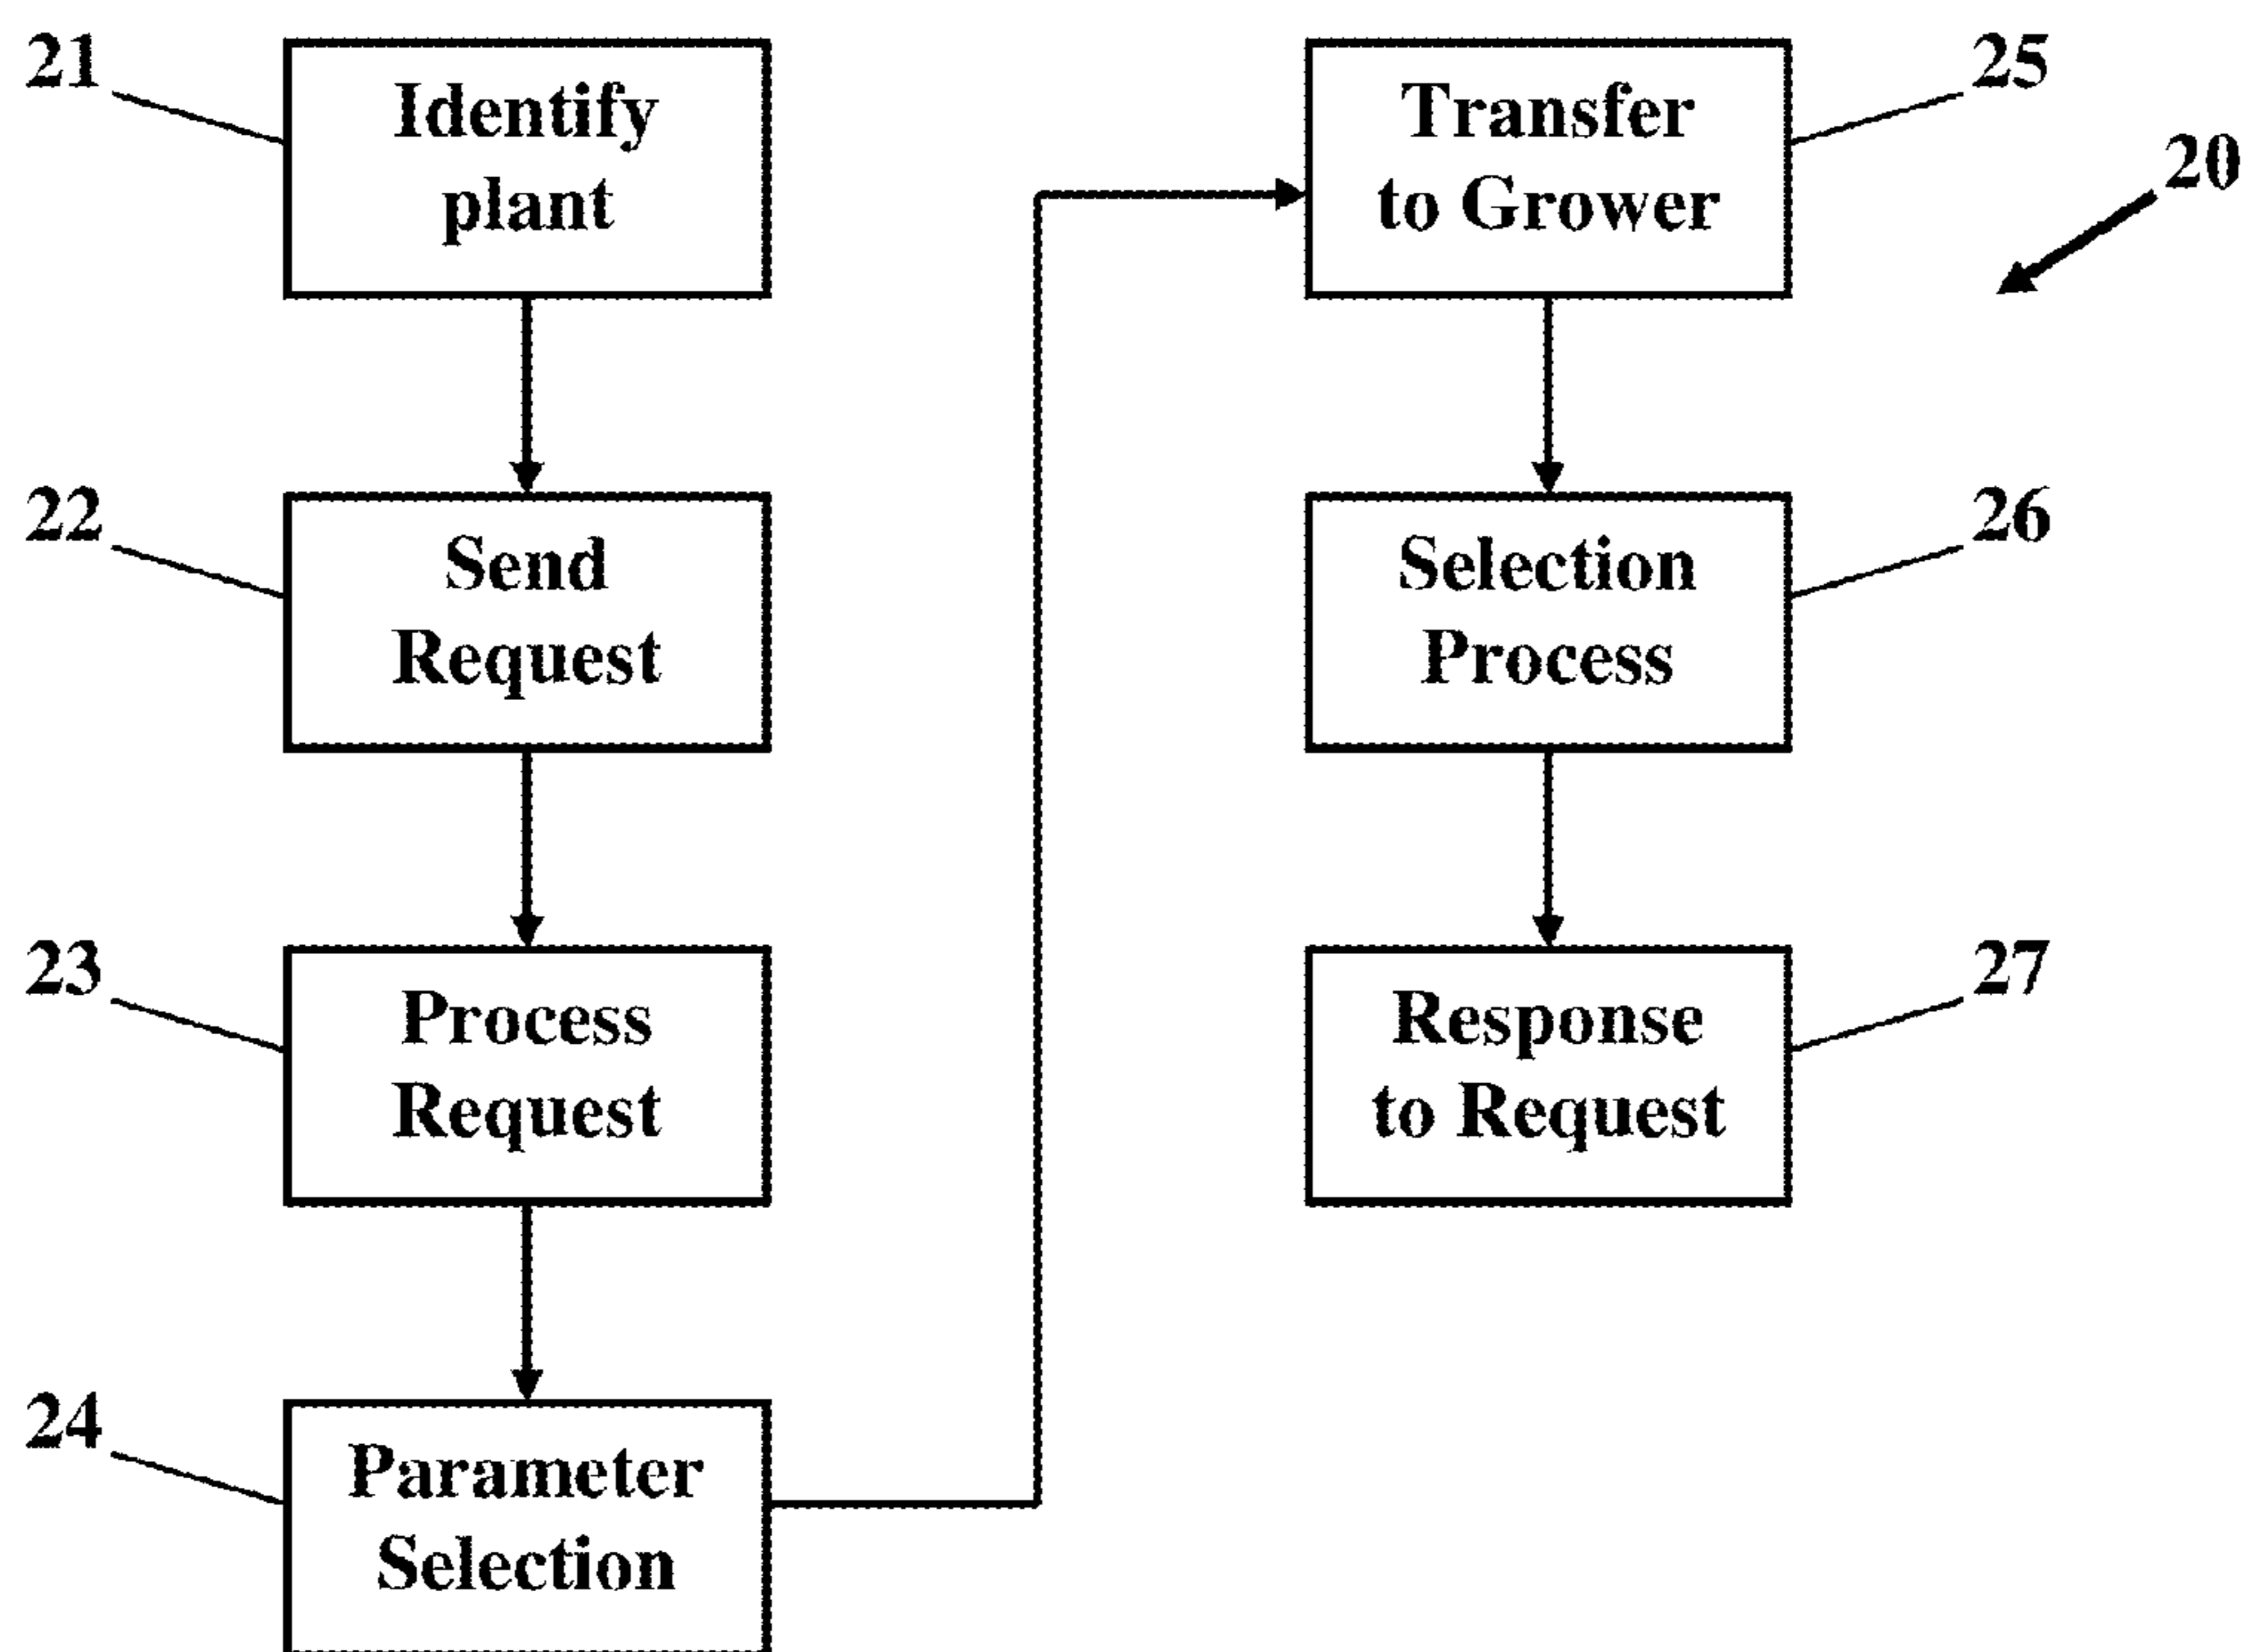 21
Identify
plant
22
Send
Request
23
Process
Request
24
Parameter
Selection
25
Transfer
to Grower
20
26
Selection
Process
27
Response
to Request